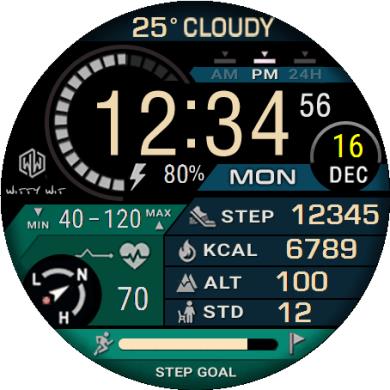 25° CLOUDY
AM PM 24H
12:34 56
80%
MON
16
DEC
WW
WITTY WIT
MIN 40-120 MAX
STEP 12345
KCAL 6789
ALT 100
STD 12
70
L N H
STEP GOAL